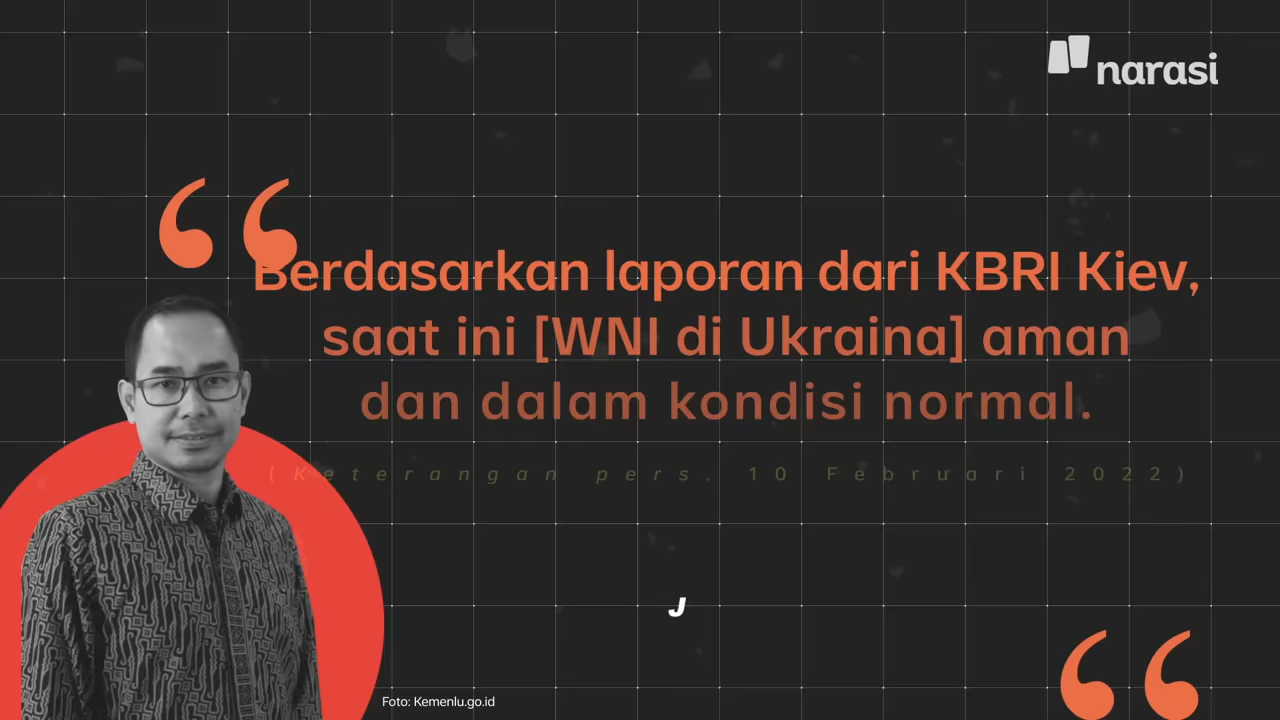 narasi
Berdasarkan laporan dari KBRI Kiev,
saat ini [WNI di Ukraina] aman
dan dalam kondisi normal.
(Keterangan pers, 10 Februari 2022)
J
Foto: Kemenlu.go.id